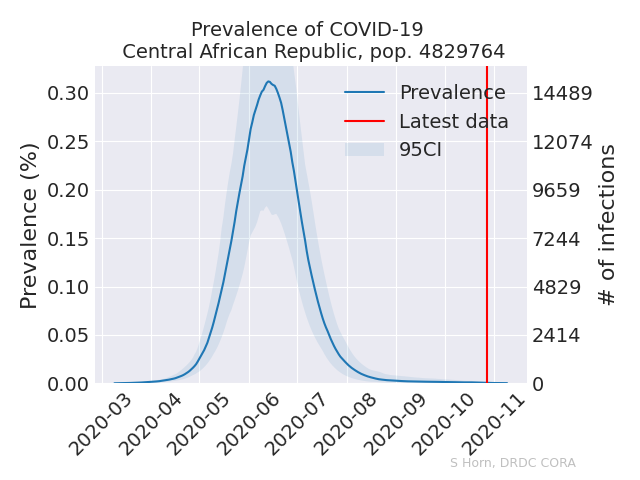 Prevalence of COVID-19
Central African Republic, pop. 4829764
Prevalence (%)
0.30
0.25
0.20
0.15
0.10
0.05
0.00
Prevalence
Latest data
95CI
14489
12074
9659
7244
4829
2414
0
# of infections
2020-03
2020-04
2020-05
2020-06
2020-07
2020-08
2020-09
2020-10
2020-11
S Horn, DRDC CORA